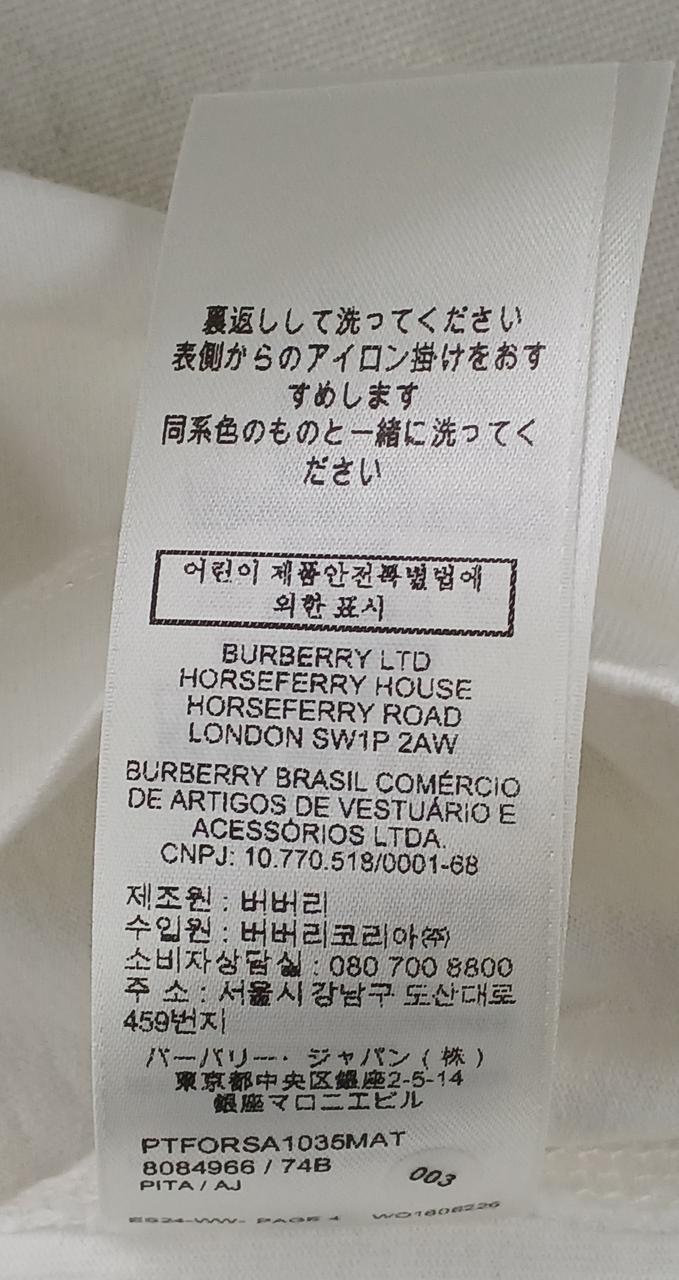 裏返しして洗ってください
表側からのアイロン掛けをおす
すめします
同系色のものと一緒に洗ってく
ださい
어린이 제품안전특별법에
의한 표시
BURBERRY LTD
HORSEFERRY HOUSE
HORSEFERRY ROAD
LONDON SW1P 2AW
BURBERRY BRASIL COMÉRCIO
DE ARTIGOS DE VESTUÁRIO E
ACESSÓRIOS LTDA.
CNPJ: 10.770.518/0001-68
제조원 : 버버리
수입원 : 버버리코리아㈜
소비자상담실 : 080 700 8800
주 소 : 서울시 강남구 도산대로
459번지
バーバリー・ジャパン ( 株 )
東京都中央区銀座2-5-14
銀座マロニエビル
PTFORSA1035MAT
8084966 / 74B
PITA / AJ
003
ES24-WW- PAGE 4 WO1606226